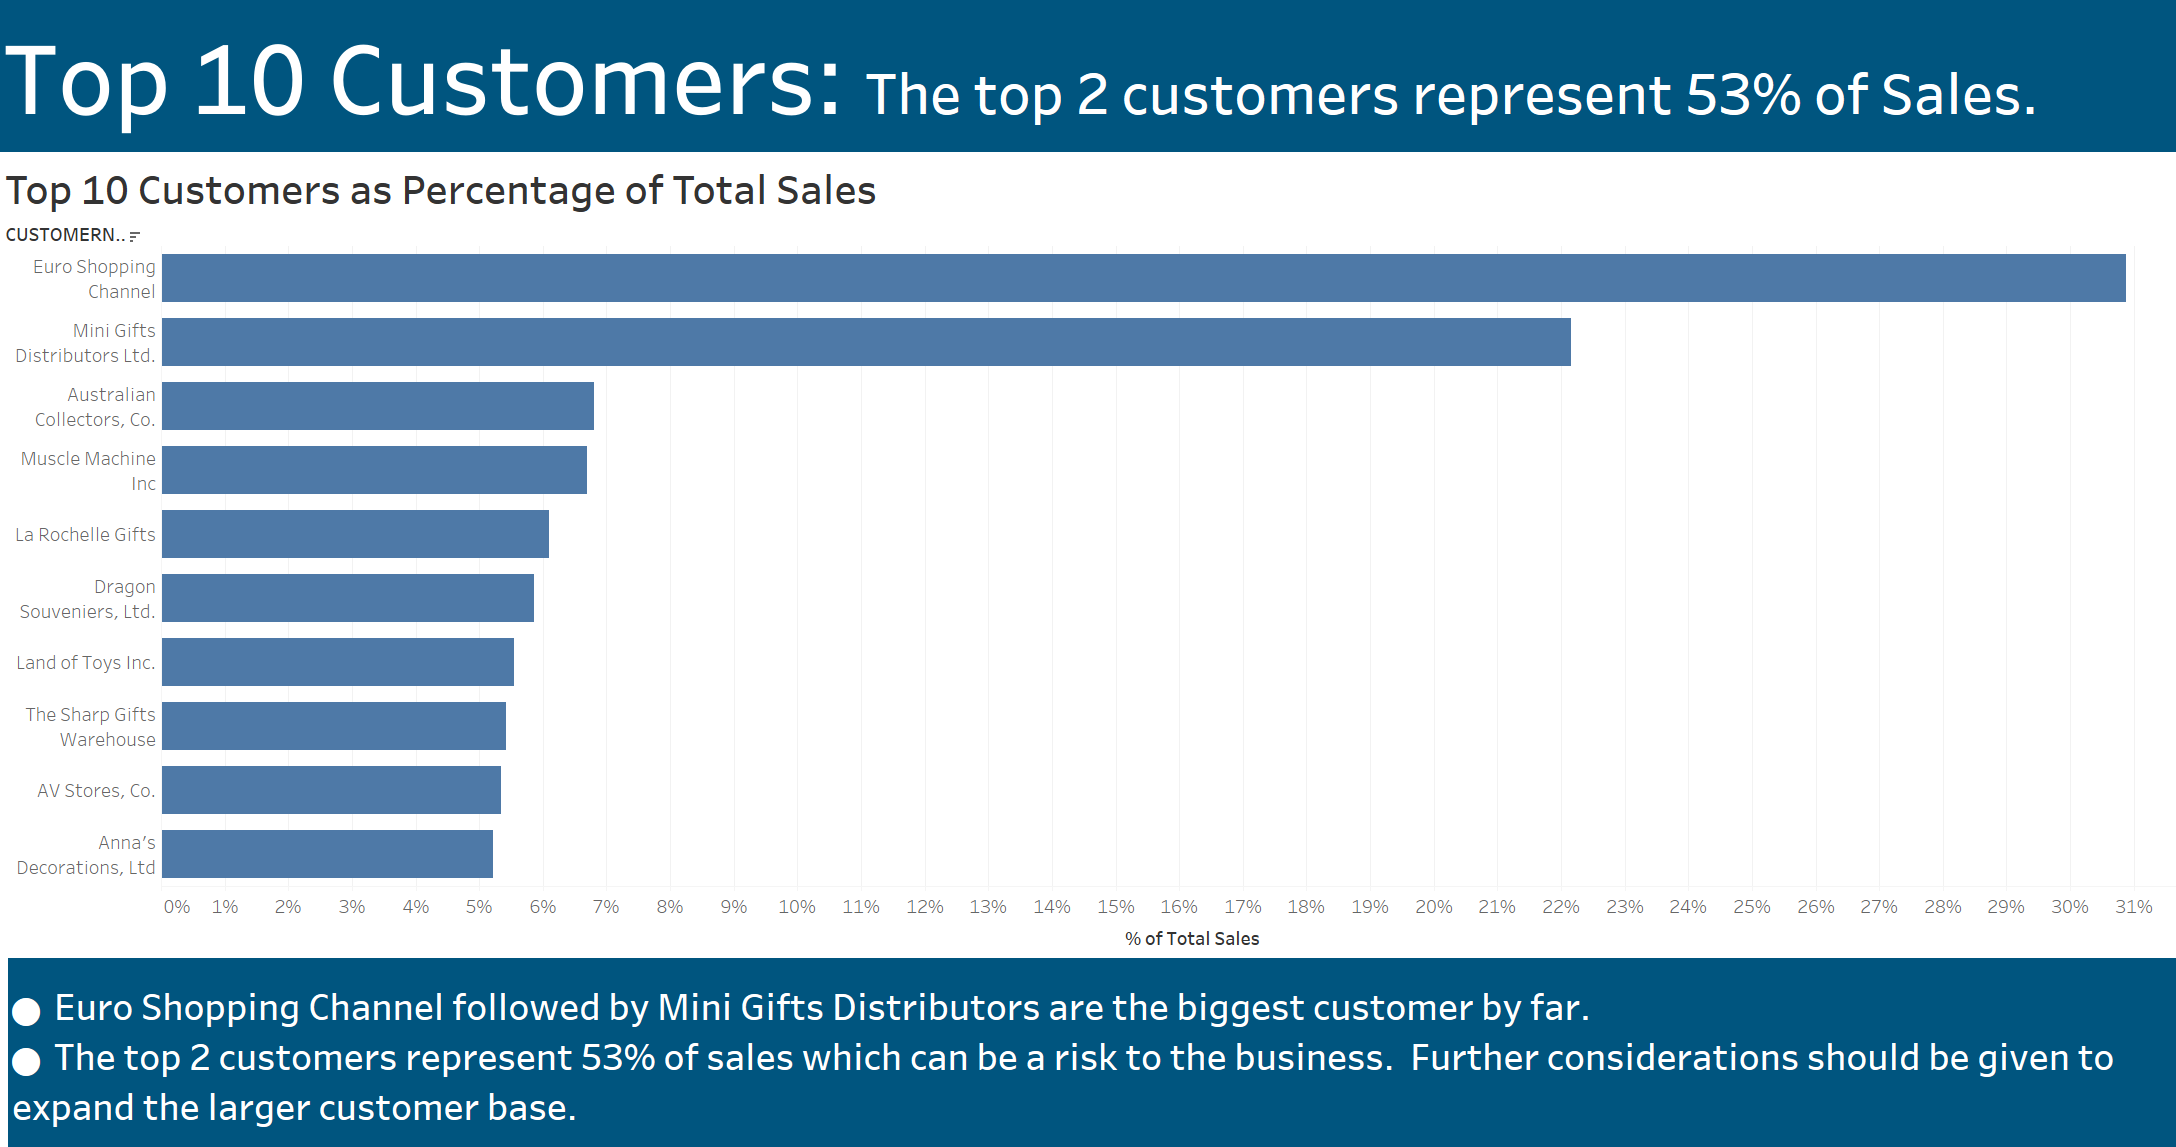 Top 10 Customers: The top 2 customers represent 53% of Sales.
Top 10 Customers as Percentage of Total Sales
CUSTOMERN..
Euro Shopping
Channel
Mini Gifts
Distributors Ltd.
Australian
Collectors, Co.
Muscle Machine
Inc
La Rochelle Gifts
Dragon
Souveniers, Ltd.
Land of Toys Inc.
The Sharp Gifts
Warehouse
AV Stores, Co.
Anna's
Decorations, Ltd
0% 1% 2% 3% 4% 5% 6% 7% 8% 9% 10% 11% 12% 13% 14% 15% 16% 17% 18% 19% 20% 21% 22% 23% 24% 25% 26% 27% 28% 29% 30% 31%
% of Total Sales
● Euro Shopping Channel followed by Mini Gifts Distributors are the biggest customer by far.
● The top 2 customers represent 53% of sales which can be a risk to the business.  Further considerations should be given to
expand the larger customer base.